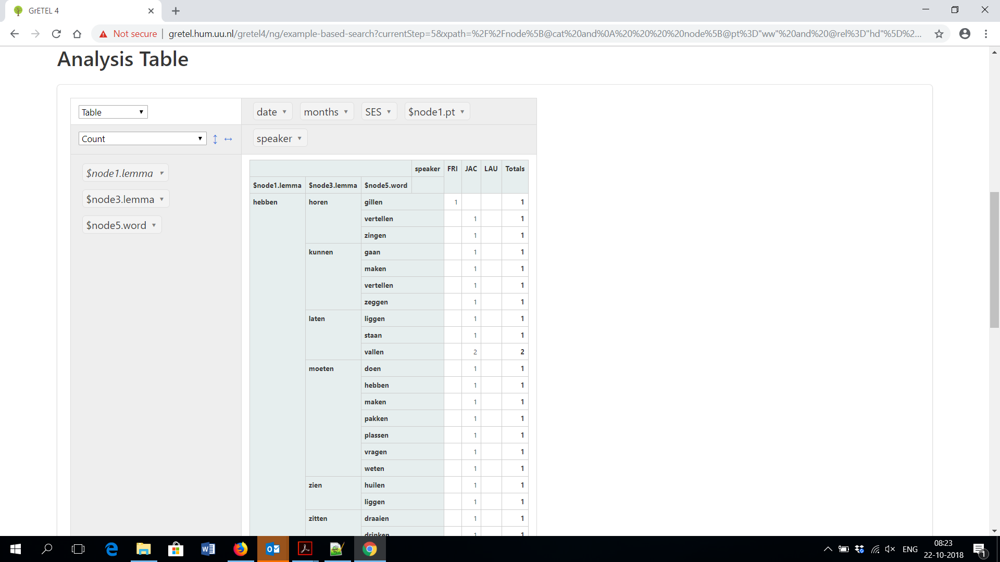 GrETEL 4
Not secure | gretel.hum.uu.nl/gretel4/ng/example-based-search?currentStep=5&xpath=%2F%2Fnode%5B@cat%20and%0A%20%20%20%20node%5B@pt%3D"ww"%20and%20@rel%3D"hd"%5D%2...
Analysis Table
Table date months SES $node1.pt
Count speaker
$node1.lemma
$node3.lemma
$node5.word
speaker FRI JAC LAU Totals
$node1.lemma $node3.lemma $node5.word
hebben horen gillen 1 1
vertellen 1 1
zingen 1 1
kunnen gaan 1 1
maken 1 1
vertellen 1 1
zeggen 1 1
laten liggen 1 1
staan 1 1
vallen 2 2
moeten doen 1 1
hebben 1 1
maken 1 1
pakken 1 1
plassen 1 1
vragen 1 1
weten 1 1
zien huilen 1 1
liggen 1 1
zitten draaien 1 1
drinken 1 1
ENG 08:23
22-10-2018 1